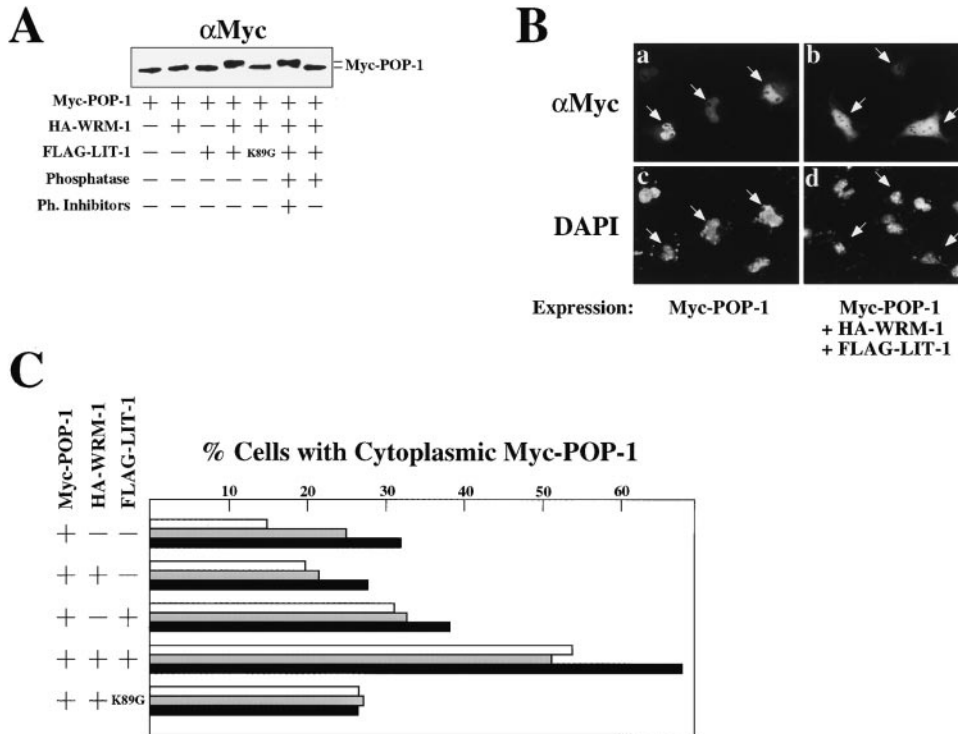 A
αMyc
Myc-POP-1
Myc-POP-1 + + + + + + +
HA-WRM-1 — + — + + + +
FLAG-LIT-1 — — + + K89G + +
Phosphatase — — — — — + +
Ph. Inhibitors — — — — — + —
B
a b
αMyc
c d
DAPI
Expression: Myc-POP-1 Myc-POP-1
+ HA-WRM-1
+ FLAG-LIT-1
C
Myc-POP-1 HA-WRM-1 FLAG-LIT-1
% Cells with Cytoplasmic Myc-POP-1
10 20 30 40 50 60
+ — —
+ + —
+ — +
+ + +
+ + K89G